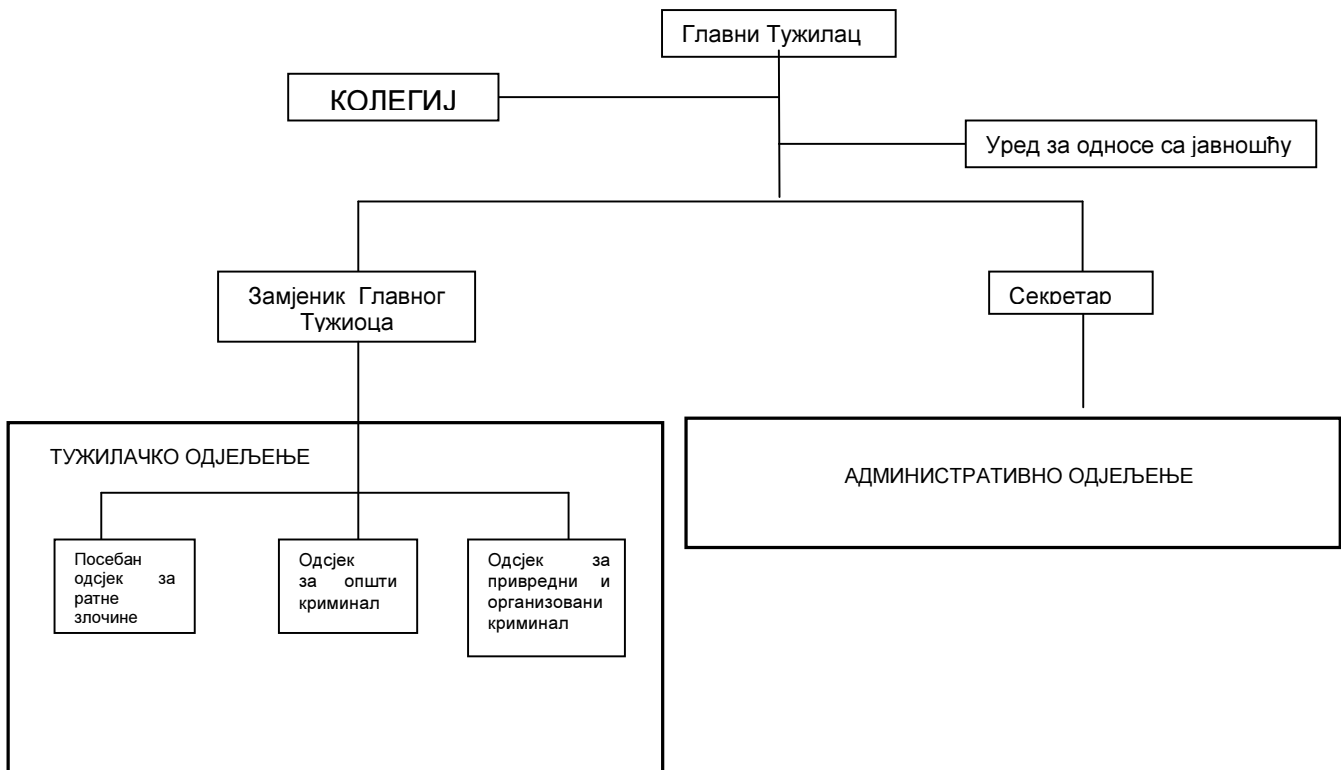 Главни Тужилац
КОЛЕГИЈ
Уред за односе са јавношћу
Замјеник Главног
Тужиоца
Секретар
ТУЖИЛАЧКО ОДЈЕЉЕЊЕ
АДМИНИСТРАТИВНО ОДЈЕЉЕЊЕ
Посебан
одсјек за
ратне
злочине
Одсјек
за општи
криминал
Одсјек за
привредни и
организовани
криминал